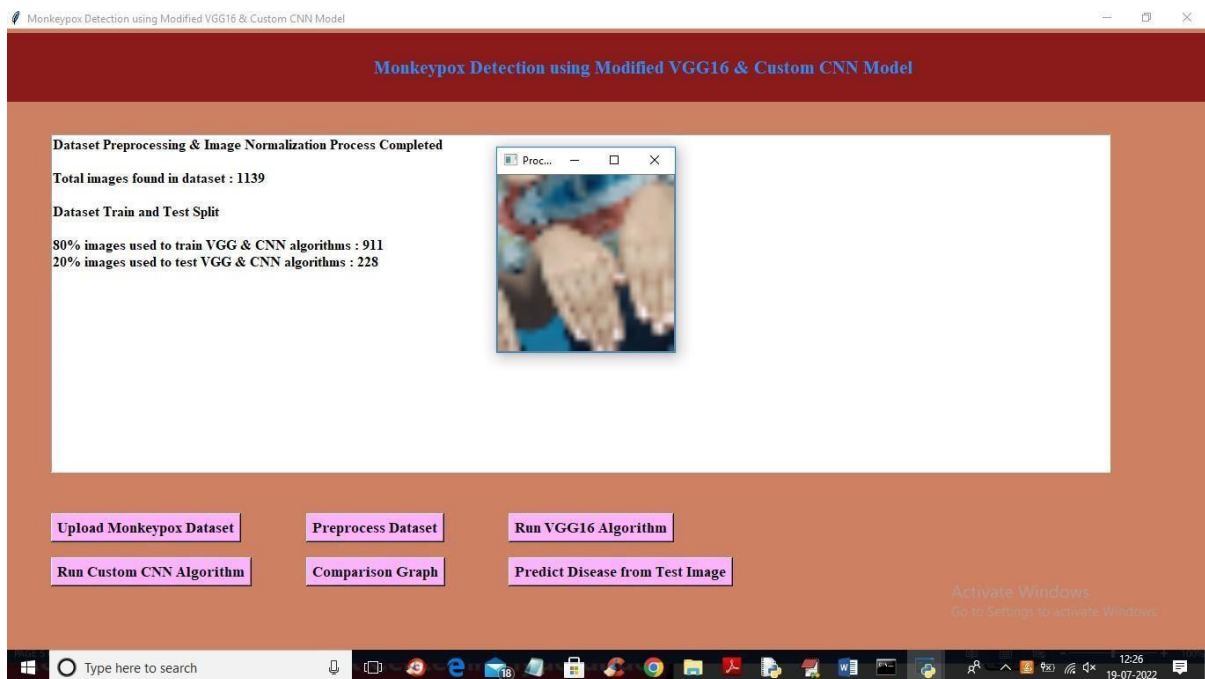 Monkeypox Detection using Modified VGG16 & Custom CNN Model
Monkeypox Detection using Modified VGG16 & Custom CNN Model
Dataset Preprocessing & Image Normalization Process Completed
Total images found in dataset : 1139
Dataset Train and Test Split
80% images used to train VGG & CNN algorithms : 911
20% images used to test VGG & CNN algorithms : 228
Proc...
Upload Monkeypox Dataset
Preprocess Dataset
Run VGG16 Algorithm
Run Custom CNN Algorithm
Comparison Graph
Predict Disease from Test Image
Activate Windows
Go to Settings to activate Windows.
Type here to search
18
12:26
19-07-2022